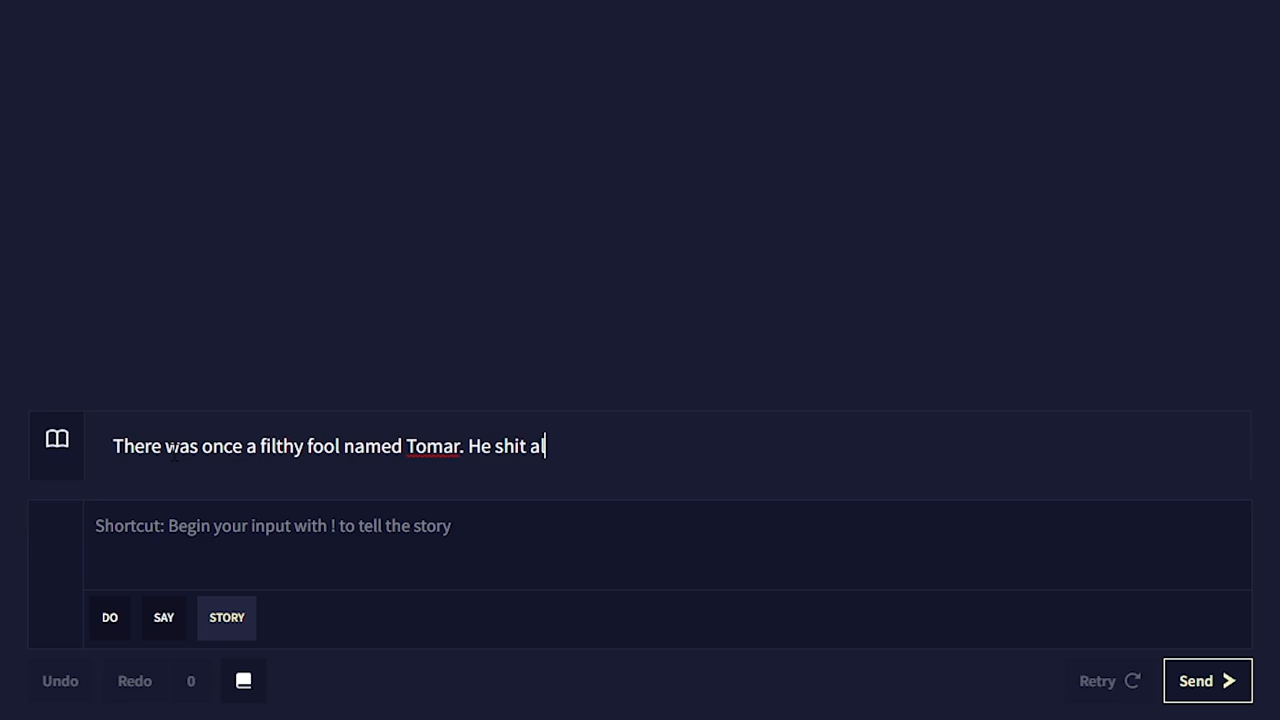 There was once a filthy fool named Tomar. He shit al
Shortcut: Begin your input with ! to tell the story
DO SAY STORY
Undo Redo 0 Retry Send